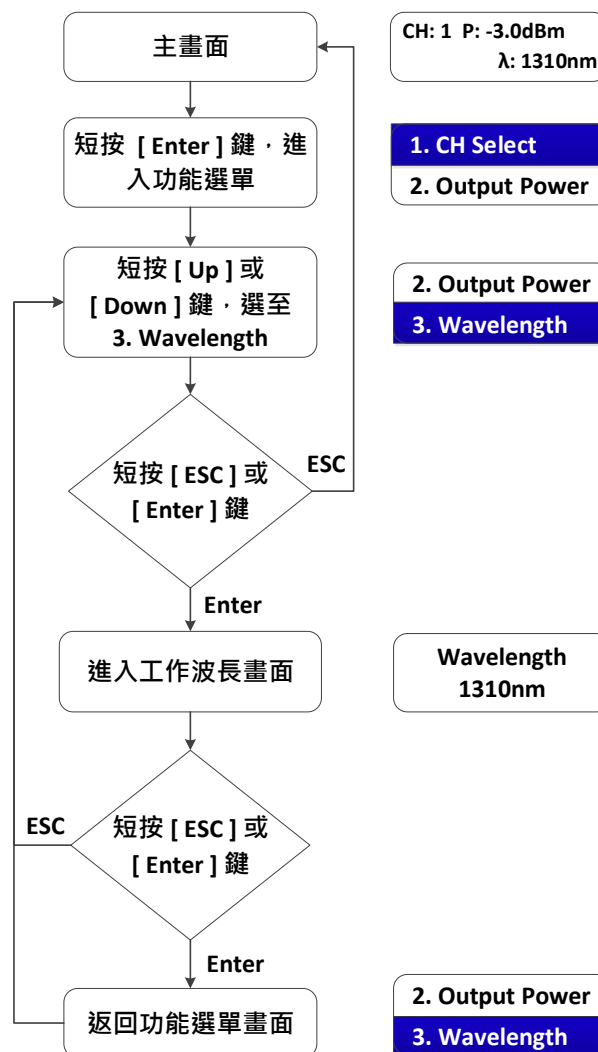 主畫面
CH: 1 P: -3.0dBm
λ: 1310nm
短按 [ Enter ] 鍵，進
入功能選單
1. CH Select
2. Output Power
短按 [ Up ] 或
[ Down ] 鍵，選至
3. Wavelength
2. Output Power
3. Wavelength
短按 [ ESC ] 或
[ Enter ] 鍵
ESC
Enter
進入工作波長畫面
Wavelength
1310nm
短按 [ ESC ] 或
[ Enter ] 鍵
ESC
Enter
返回功能選單畫面
2. Output Power
3. Wavelength